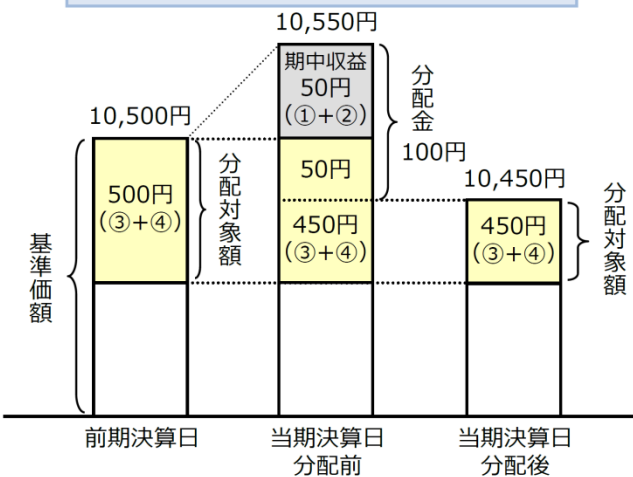 10,550円
期中収益
50円
(①+②)
分配金
100円
10,500円
500円
(③+④)
分配対象額
50円
450円
(③+④)
10,450円
450円
(③+④)
分配対象額
基準価額
前期決算日
当期決算日
分配前
当期決算日
分配後